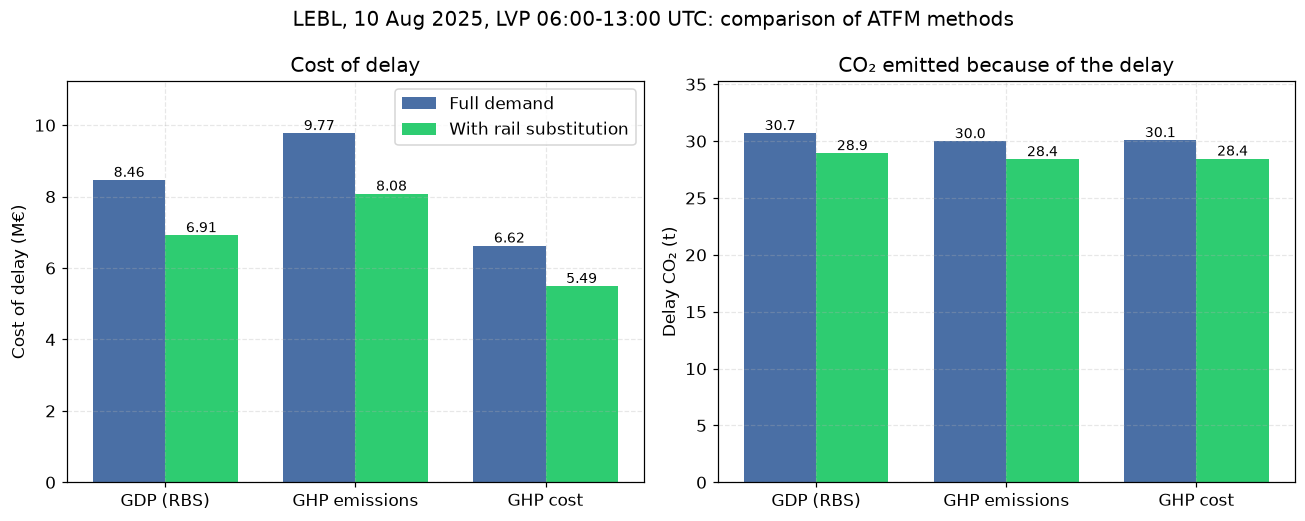 LEBL, 10 Aug 2025, LVP 06:00-13:00 UTC: comparison of ATFM methods
Cost of delay
Cost of delay (M€)
10
8
6
4
2
0
Full demand
With rail substitution
8.46
6.91
9.77
8.08
6.62
5.49
GDP (RBS)
GHP emissions
GHP cost
CO₂ emitted because of the delay
Delay CO₂ (t)
35
30
25
20
15
10
5
0
30.7
28.9
30.0
28.4
30.1
28.4
GDP (RBS)
GHP emissions
GHP cost